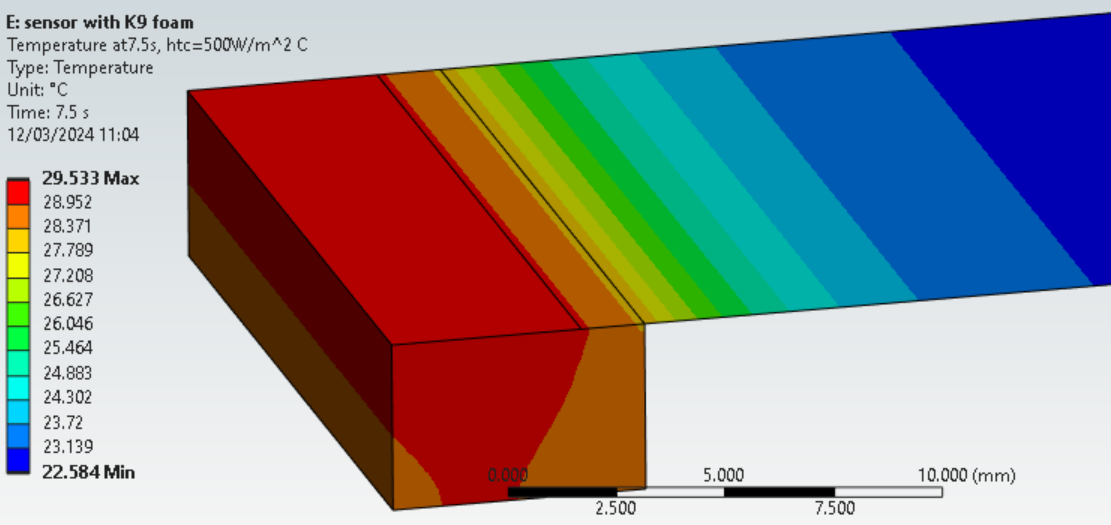 E: sensor with K9 foam
Temperature at7.5s, htc=500W/m^2 C
Type: Temperature
Unit: °C
Time: 7.5 s
12/03/2024 11:04
29.533 Max
28.952
28.371
27.789
27.208
26.627
26.046
25.464
24.883
24.302
23.72
23.139
22.584 Min
0.000 5.000 10.000 (mm)
2.500 7.500